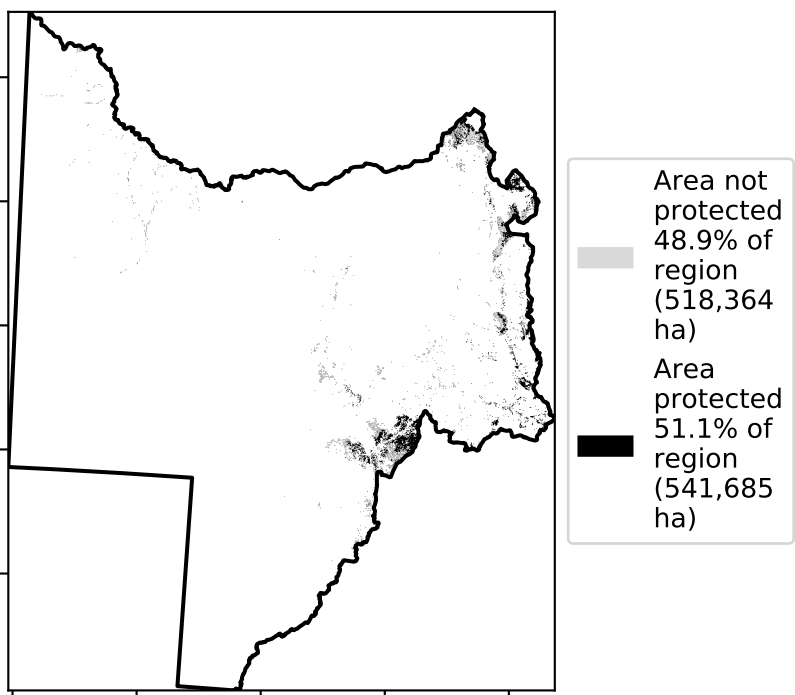 Area not
protected
48.9% of
region
(518,364
ha)
Area
protected
51.1% of
region
(541,685
ha)